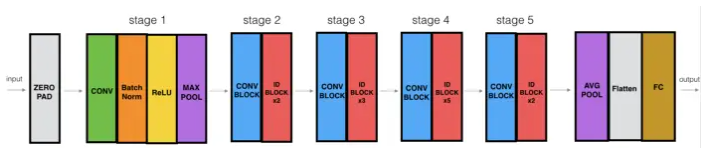 stage 1
stage 2
stage 3
stage 4
stage 5
input
ZERO
PAD
CONV
Batch
Norm
ReLU
MAX
POOL
CONV
BLOCK
ID
BLOCK
x2
CONV
BLOCK
ID
BLOCK
x3
CONV
BLOCK
ID
BLOCK
x5
CONV
BLOCK
ID
BLOCK
x2
AVG
POOL
Flatten
FC
output